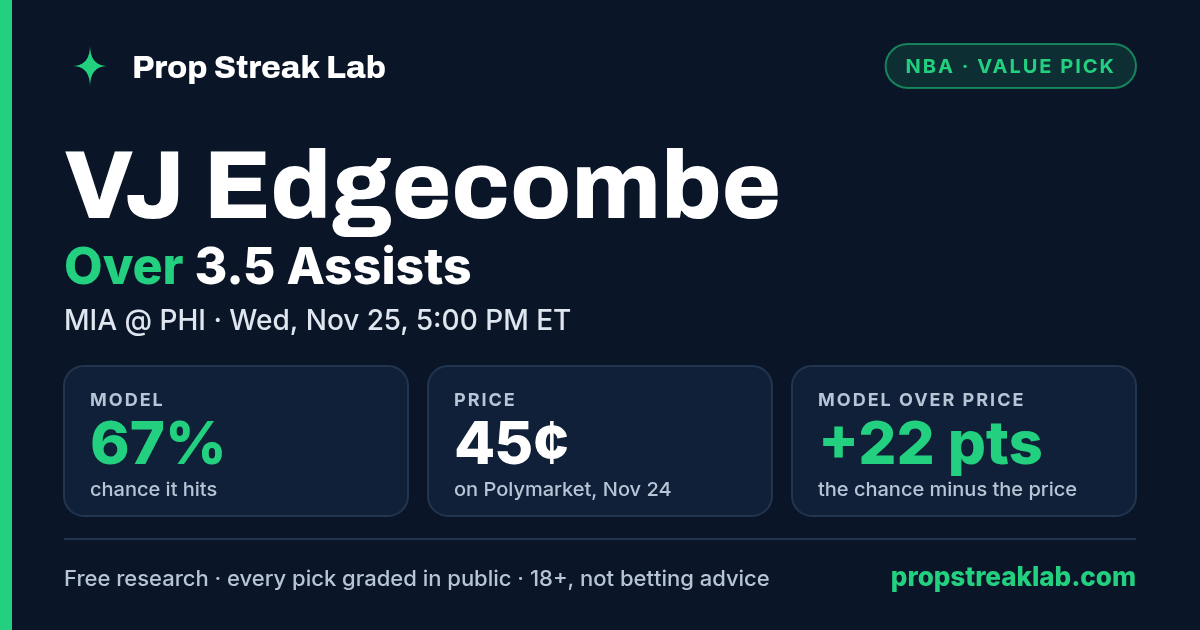 Prop Streak Lab
NBA · VALUE PICK
VJ Edgecombe
Over 3.5 Assists
MIA @ PHI · Wed, Nov 25, 5:00 PM ET
MODEL
67%
chance it hits
PRICE
45¢
on Polymarket, Nov 24
MODEL OVER PRICE
+22 pts
the chance minus the price
Free research · every pick graded in public · 18+, not betting advice
propstreaklab.com